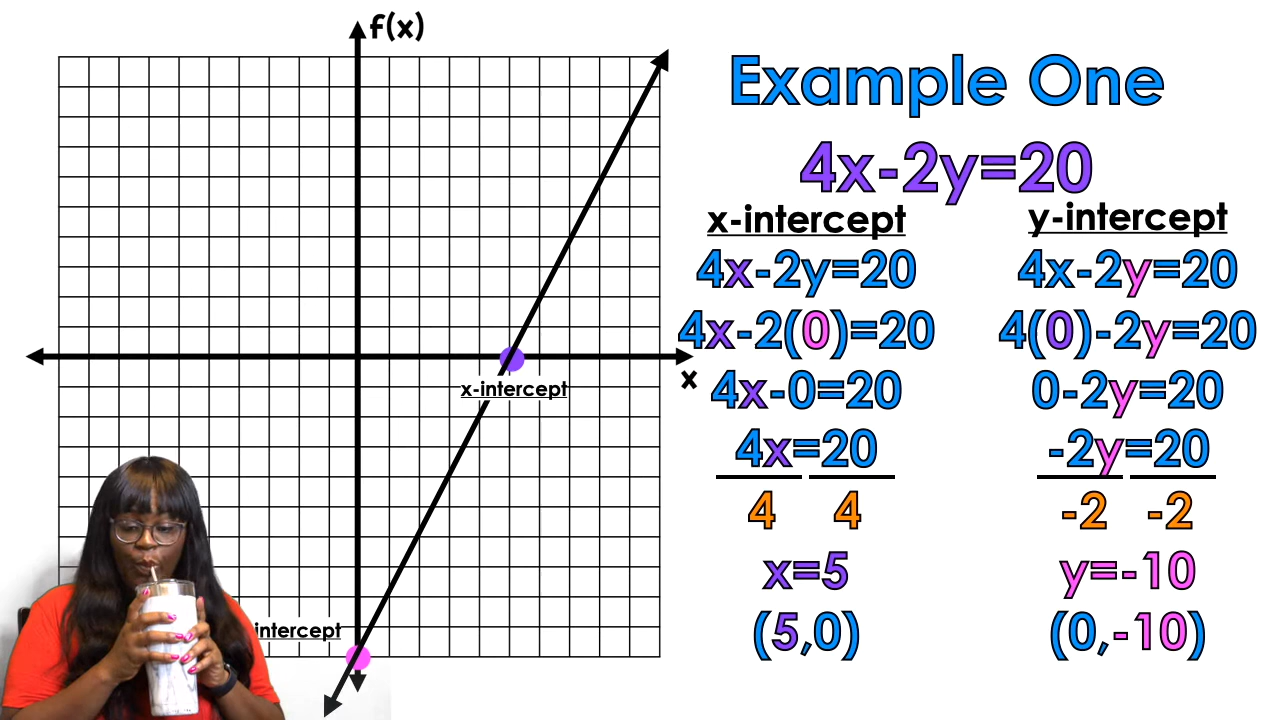 f(x)
x
x-intercept
intercept
Example One
4x-2y=20
x-intercept
4x-2y=20
4x-2(0)=20
4x-0=20
4x=20
4 4
x=5
(5,0)
y-intercept
4x-2y=20
4(0)-2y=20
0-2y=20
-2y=20
-2 -2
y=-10
(0,-10)